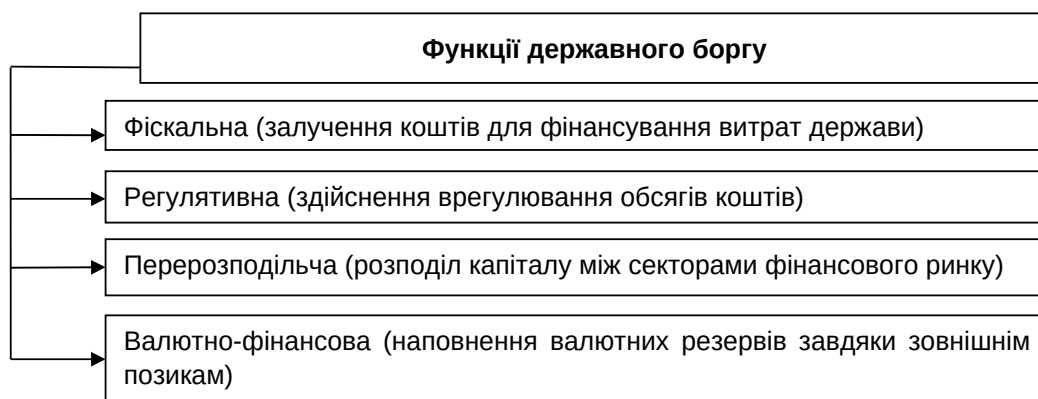 Функції державного боргу
Фіскальна (залучення коштів для фінансування витрат держави)
Регулятивна (здійснення врегулювання обсягів коштів)
Перерозподільча (розподіл капіталу між секторами фінансового ринку)
Валютно-фінансова (наповнення валютних резервів завдяки зовнішнім
позикам)